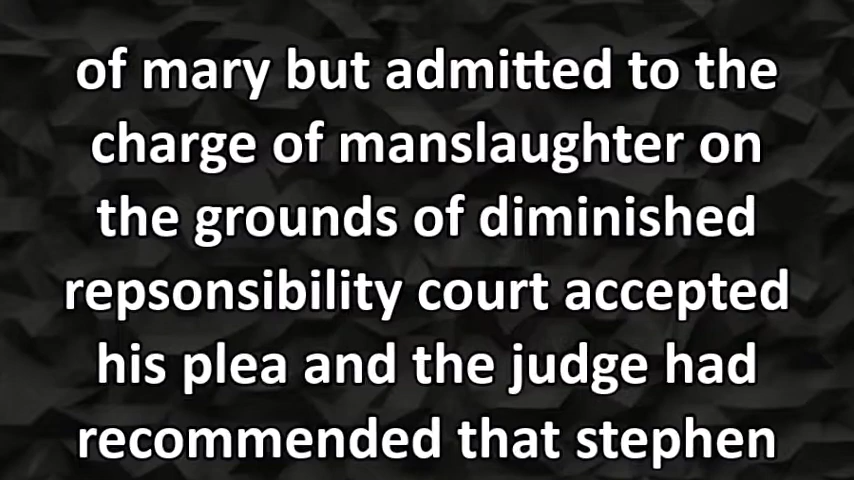 of mary but admitted to the
charge of manslaughter on
the grounds of diminished
repsonsibility court accepted
his plea and the judge had
recommended that stephen